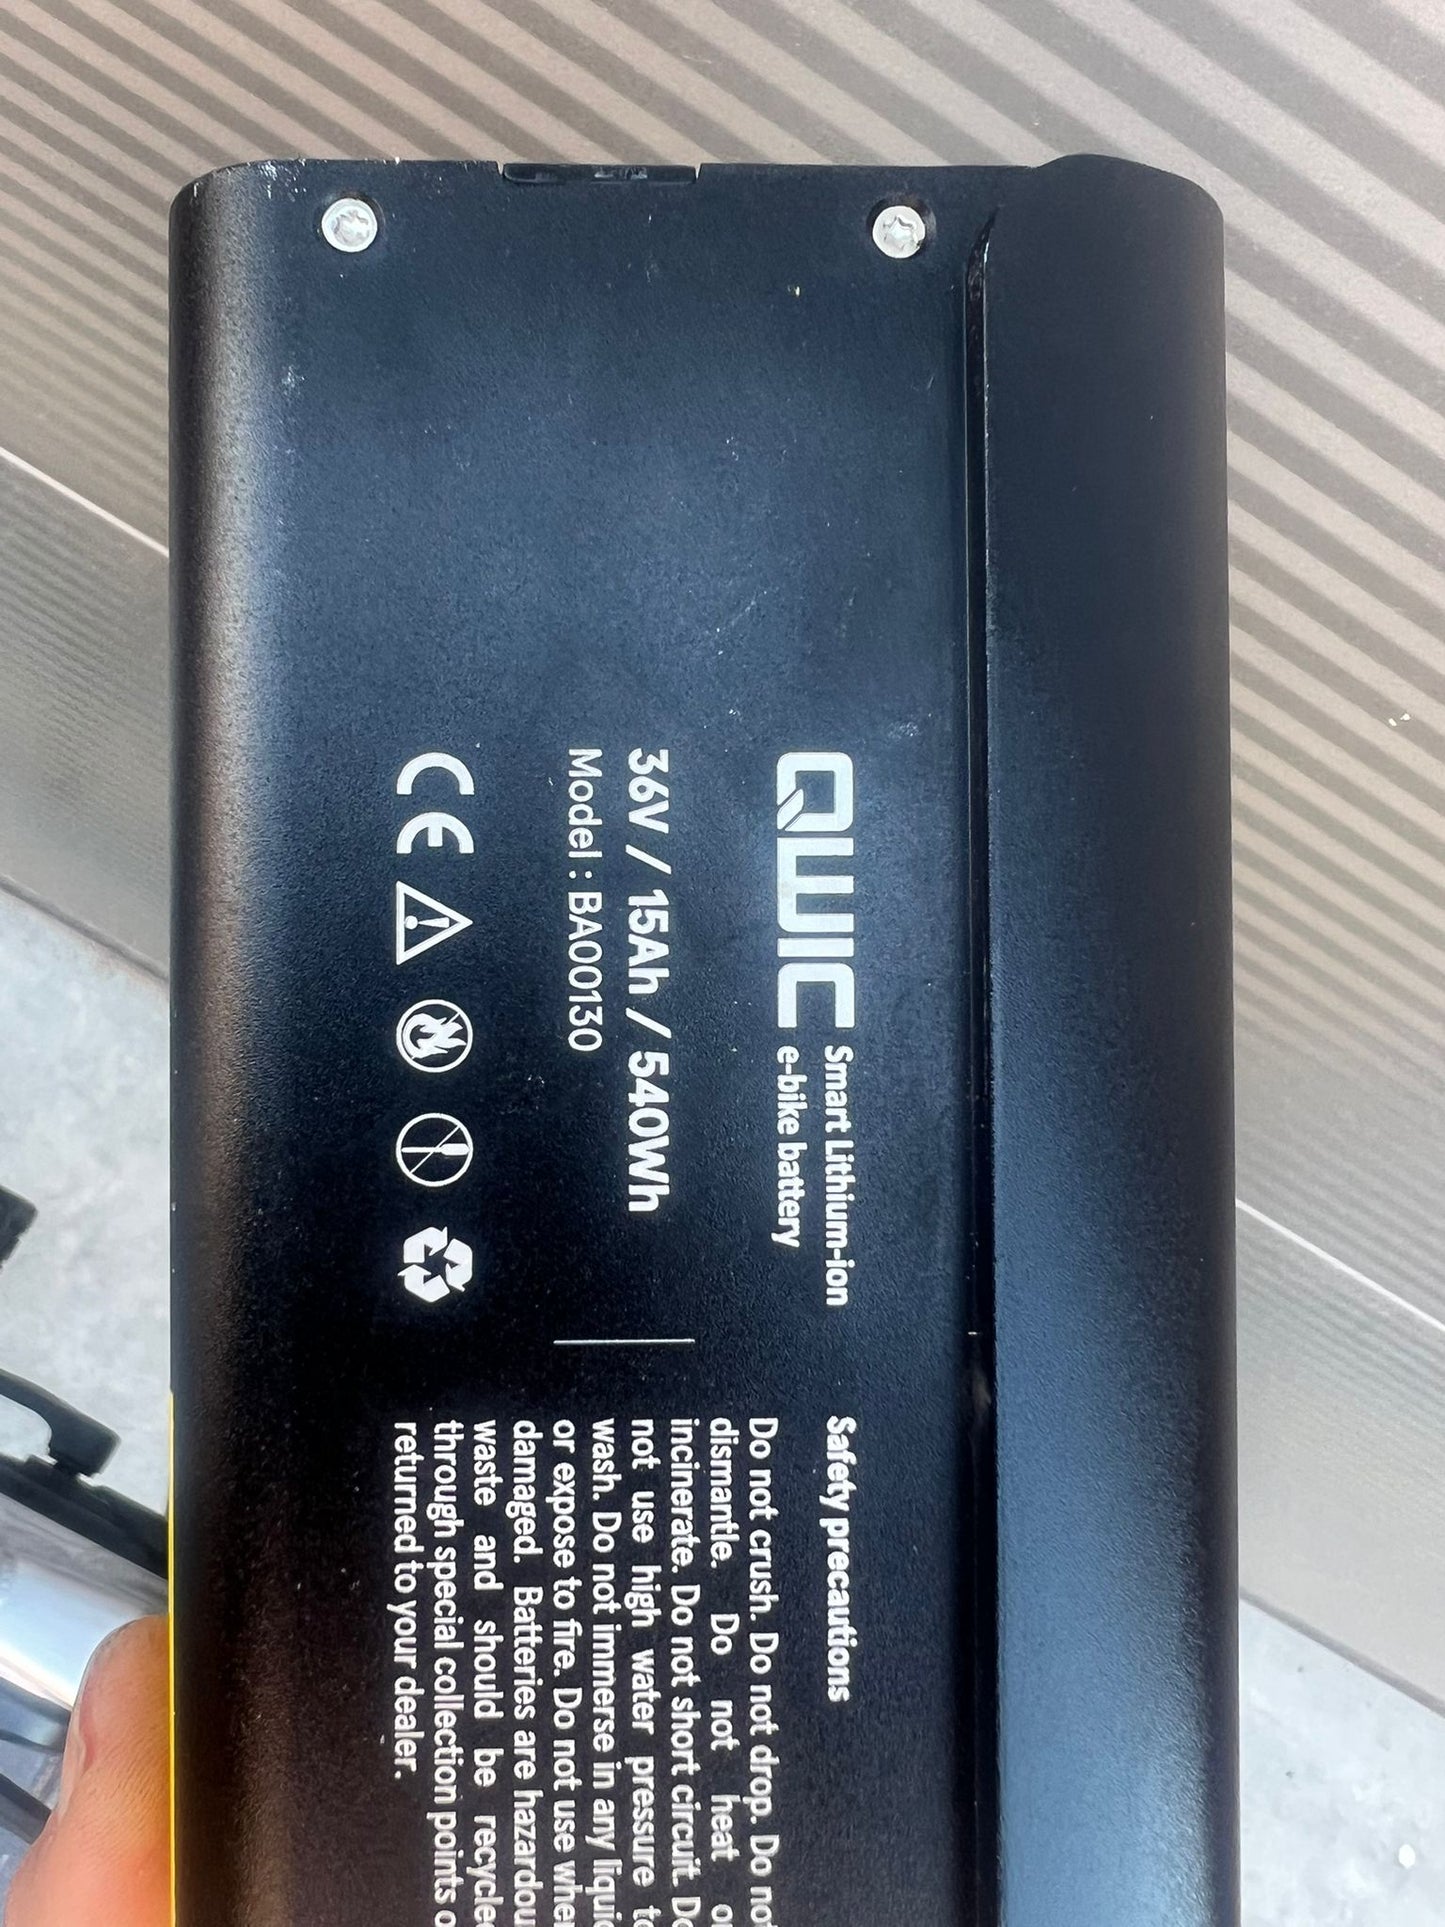 QWIC
Smart Lithium-ion
e-bike battery
36V / 15Ah / 540Wh
Model : BA00130
CE
Safety precautions
Do not crush. Do not drop. Do not
dismantle. Do not heat
incinerate. Do not short circuit. Do
not use high water pressure to
wash. Do not immerse in any
or expose to fire. Do not use
damaged. Batteries are
waste and should be
through special collection points
returned to your dealer.